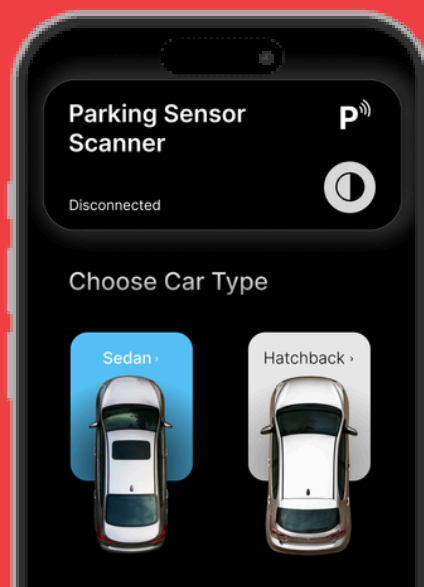 Parking Sensor
Scanner
P
Disconnected
Choose Car Type
Sedan ›
Hatchback ›